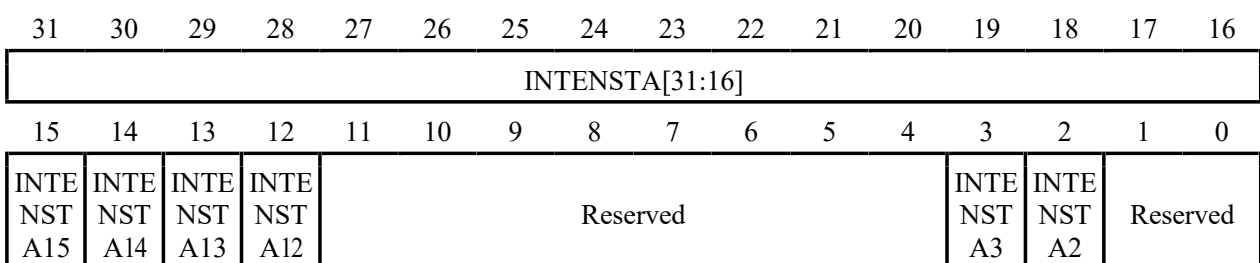 31 30 29 28 27 26 25 24 23 22 21 20 19 18 17 16
INTENSTA[31:16]
15 14 13 12 11 10 9 8 7 6 5 4 3 2 1 0
INTE INTE INTE INTE INTE INTE
NST NST NST NST Reserved NST NST Reserved
A15 A14 A13 A12 A3 A2